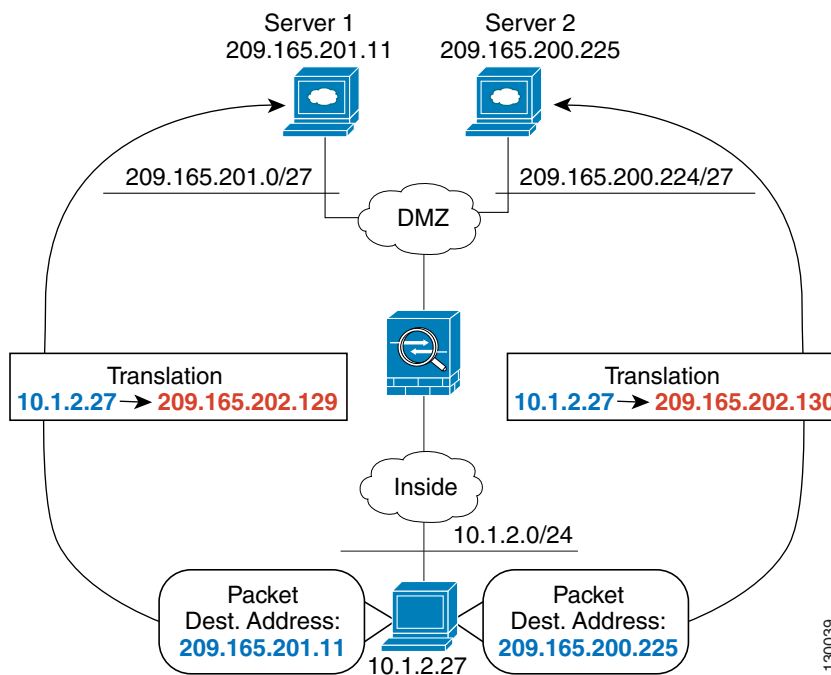 Server 1
209.165.201.11
Server 2
209.165.200.225
209.165.201.0/27
209.165.200.224/27
DMZ
Translation
10.1.2.27 209.165.202.129
Translation
10.1.2.27 209.165.202.130
Inside
10.1.2.0/24
Packet
Dest. Address:
209.165.201.11
Packet
Dest. Address:
209.165.200.225
10.1.2.27
130039